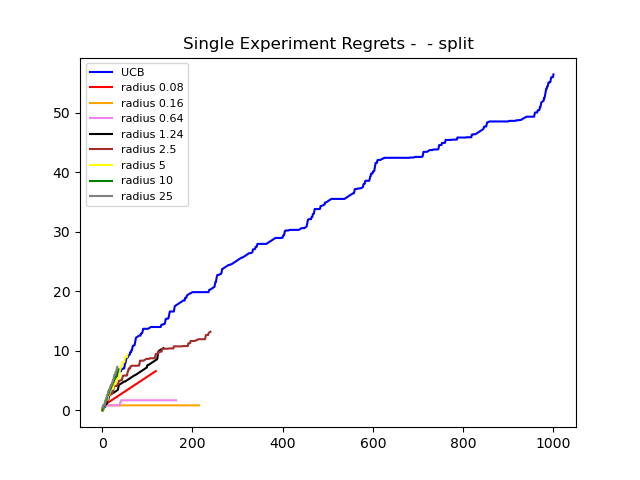 Single Experiment Regrets -  - split
UCB
radius 0.08
radius 0.16
radius 0.64
radius 1.24
radius 2.5
radius 5
radius 10
radius 25
50
40
30
20
10
0
0 200 400 600 800 1000